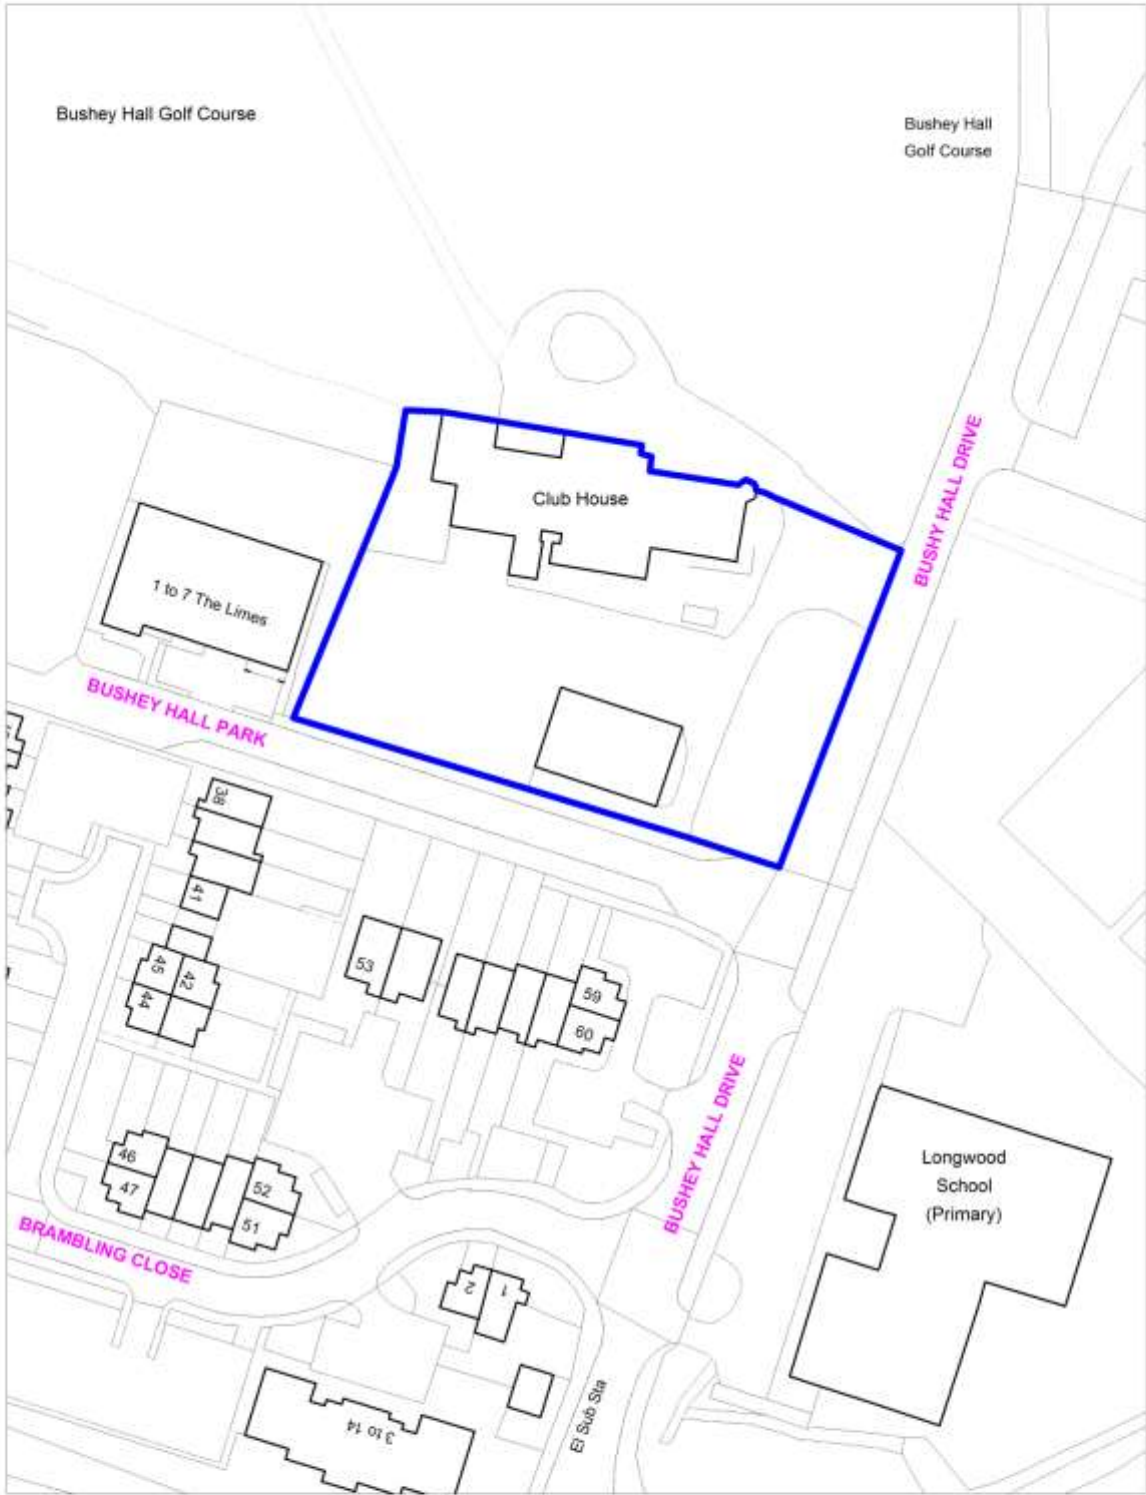 Bushey Hall Golf Course
Bushey Hall
Golf Course
BUSHY HALL DRIVE
Club House
1 to 7 The Limes
BUSHEY HALL PARK
38
41
45
42
44
53
59
60
BUSHEY HALL DRIVE
46
47
52
51
Longwood
School
(Primary)
BRAMBLING CLOSE
2
1
El Sub Sta
3 to 14